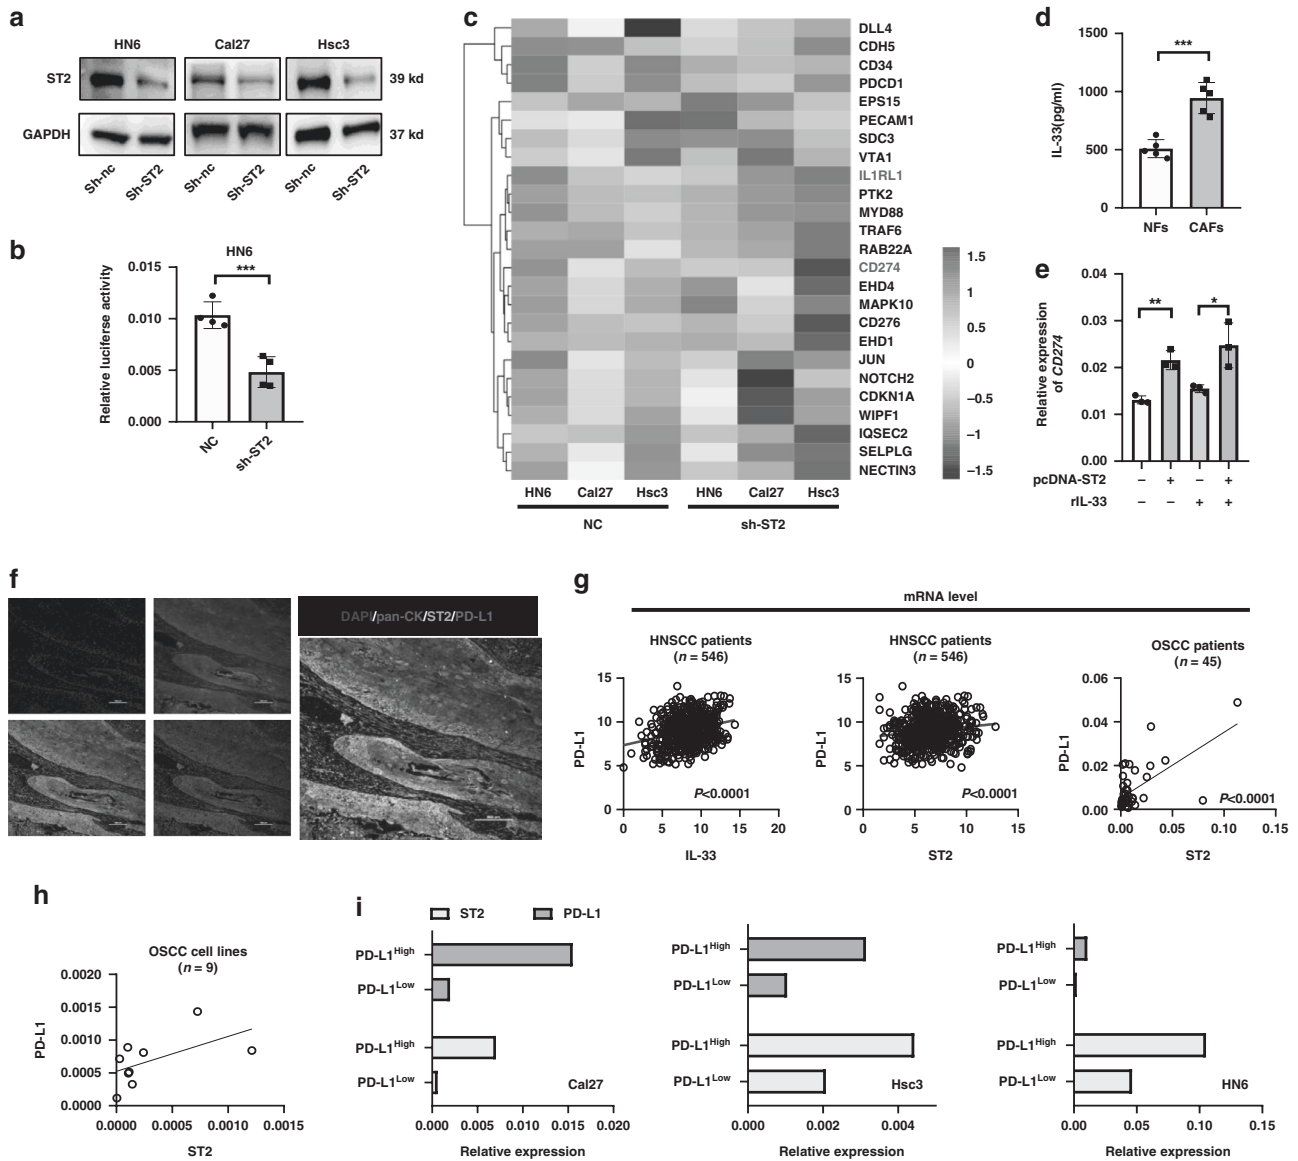 a
HN6
Cal27
Hsc3
ST2
39 kd
GAPDH
37 kd
Sh-nc
Sh-ST2
Sh-nc
Sh-ST2
Sh-nc
Sh-ST2
b
HN6
***
Relative luciferse activity
0.015
0.010
0.005
0.000
NC
sh-ST2
c
DLL4
CDH5
CD34
PDCD1
EPS15
PECAM1
SDC3
VTA1
IL1RL1
PTK2
MYD88
TRAF6
RAB22A
CD274
EHD4
MAPK10
CD276
EHD1
JUN
NOTCH2
CDKN1A
WIPF1
IQSEC2
SELPLG
NECTIN3
HN6 Cal27 Hsc3 HN6 Cal27 Hsc3
NC sh-ST2
1.5
1
0.5
0
−0.5
−1
−1.5
d
IL-33(pg/ml)
1500
1000
500
0
***
NFs CAFs
e
Relative expression
of CD274
0.04
0.03
0.02
0.01
0.00
** *
pcDNA-ST2 − + − +
rIL-33 − − + +
f
DAPI/pan-CK/ST2/PD-L1
g
mRNA level
HNSCC patients
(n = 546)
PD-L1
15
10
5
0
P<0.0001
0 5 10 15 20
IL-33
HNSCC patients
(n = 546)
PD-L1
15
10
5
0
P<0.0001
0 5 10 15
ST2
OSCC patients
(n = 45)
PD-L1
0.06
0.04
0.02
0.00
P<0.0001
0.00 0.05 0.10 0.15
ST2
h
OSCC cell lines
(n = 9)
PD-L1
0.0020
0.0015
0.0010
0.0005
0.0000
0.0000 0.0005 0.0010 0.0015
ST2
i
ST2 PD-L1
PD-L1High
PD-L1Low
PD-L1High
PD-L1Low
Cal27
0.000 0.005 0.010 0.015 0.020
Relative expression
PD-L1High
PD-L1Low
PD-L1High
PD-L1Low
Hsc3
0.000 0.002 0.004
Relative expression
PD-L1High
PD-L1Low
PD-L1High
PD-L1Low
HN6
0.00 0.05 0.10 0.15
Relative expression